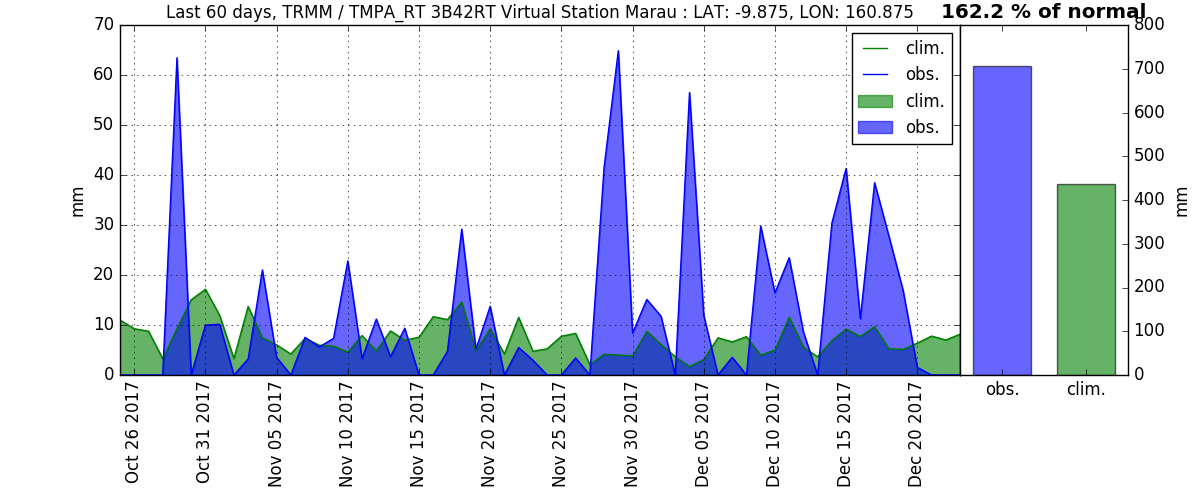 Last 60 days, TRMM / TMPA_RT 3B42RT Virtual Station Marau : LAT: -9.875, LON: 160.875
162.2 % of normal
70
60
50
40
30
20
10
0
mm
clim.
obs.
clim.
obs.
800
700
600
500
400
300
200
100
0
mm
obs.
clim.
Oct 26 2017
Oct 31 2017
Nov 05 2017
Nov 10 2017
Nov 15 2017
Nov 20 2017
Nov 25 2017
Nov 30 2017
Dec 05 2017
Dec 10 2017
Dec 15 2017
Dec 20 2017